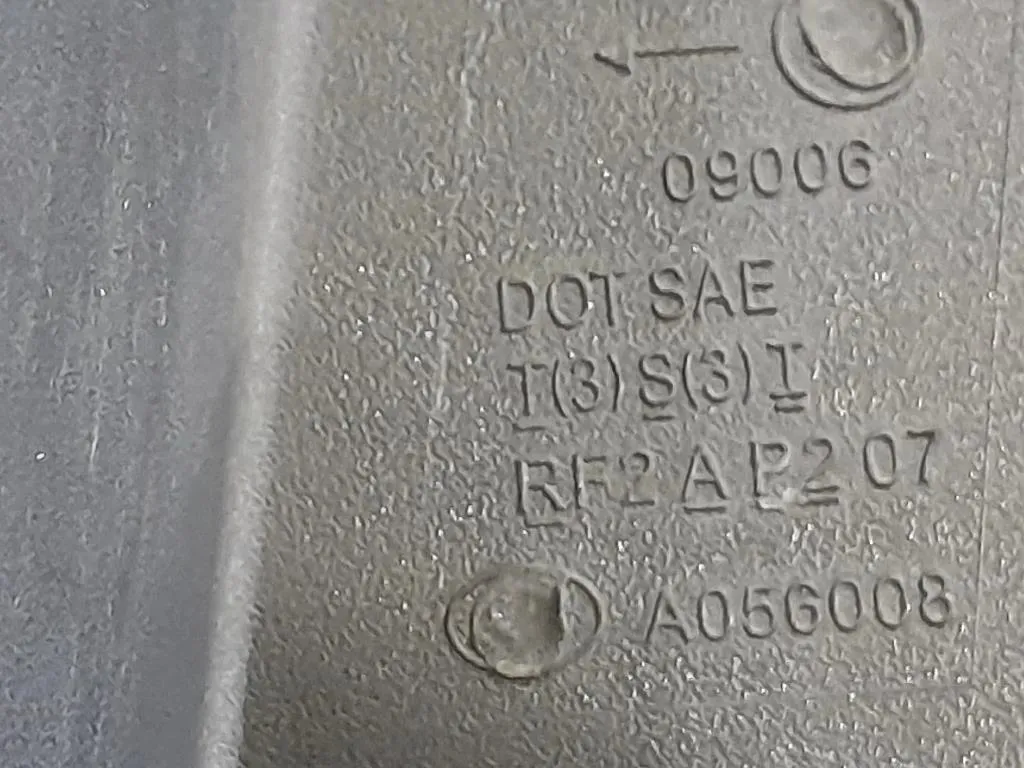 09006
DOT SAE
T(3) S(3) T
RF2 A P2 07
A056008